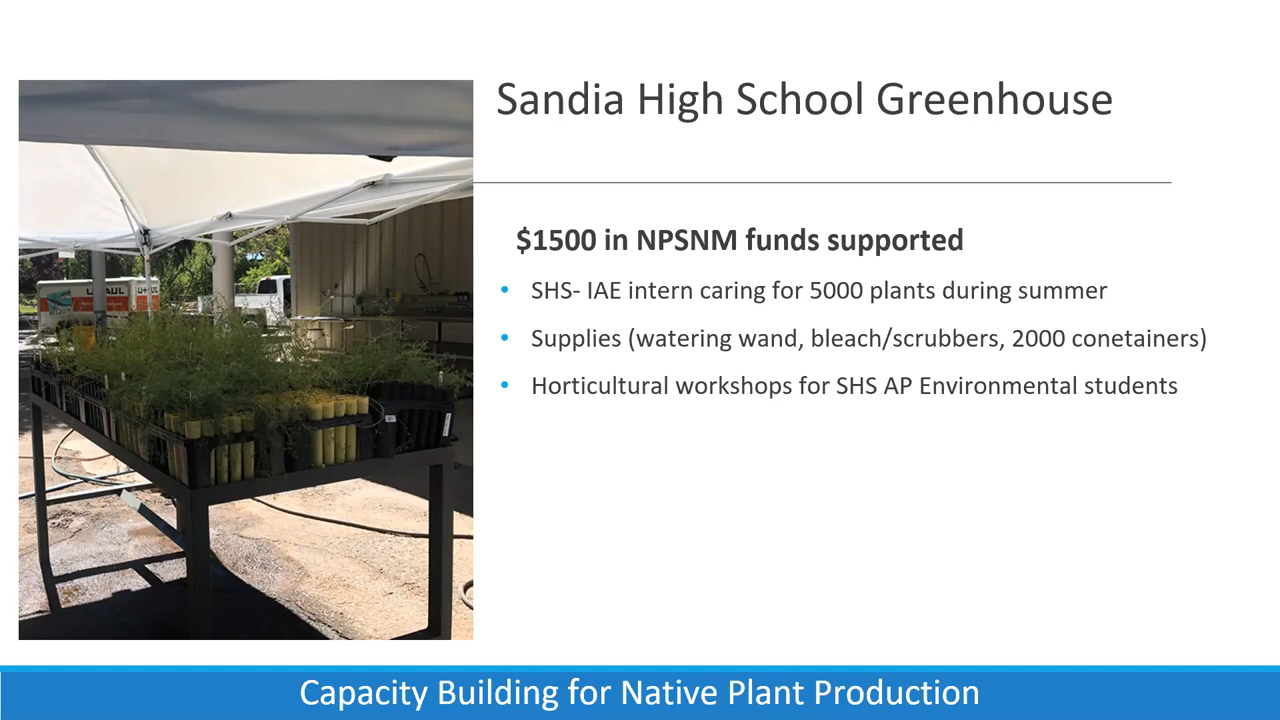 Sandia High School Greenhouse
$1500 in NPSNM funds supported
• SHS- IAE intern caring for 5000 plants during summer
• Supplies (watering wand, bleach/scrubbers, 2000 conetainers)
• Horticultural workshops for SHS AP Environmental students
U-HAUL
Capacity Building for Native Plant Production